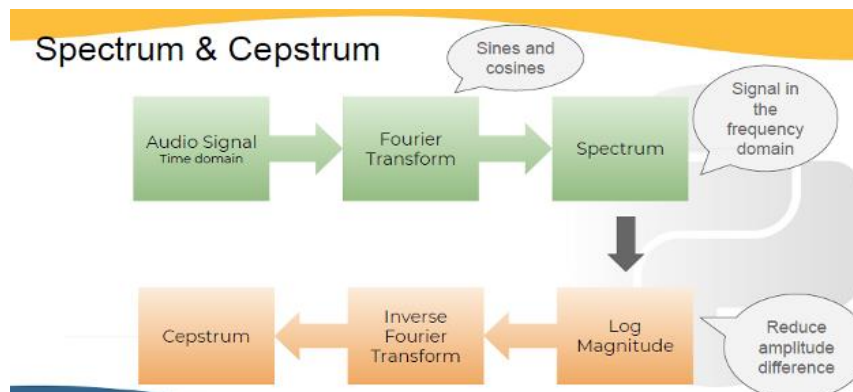 Spectrum & Cepstrum
Sines and
cosines
Signal in
the
frequency
domain
Audio Signal
Time domain
Fourier
Transform
Spectrum
Cepstrum
Inverse
Fourier
Transform
Log
Magnitude
Reduce
amplitude
difference